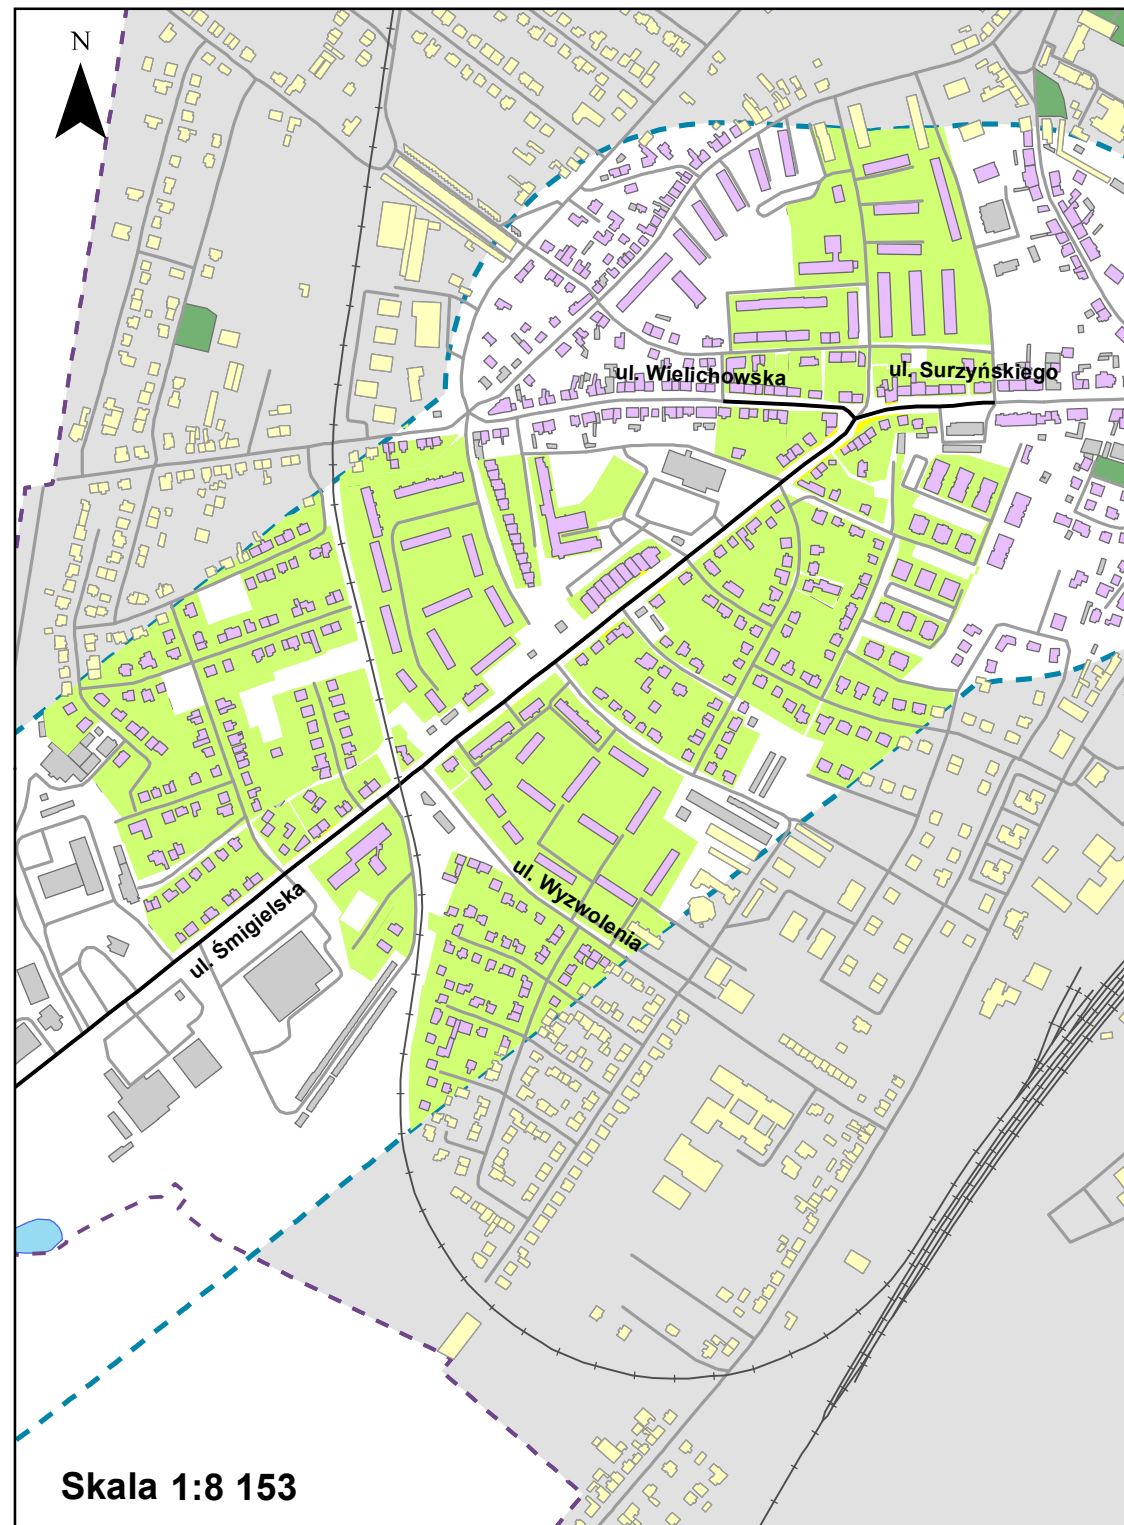 N
ul. Wielichowska
ul. Surzyńskiego
ul. Wyzwolenia
ul. Śmigielska
Skala 1:8 153